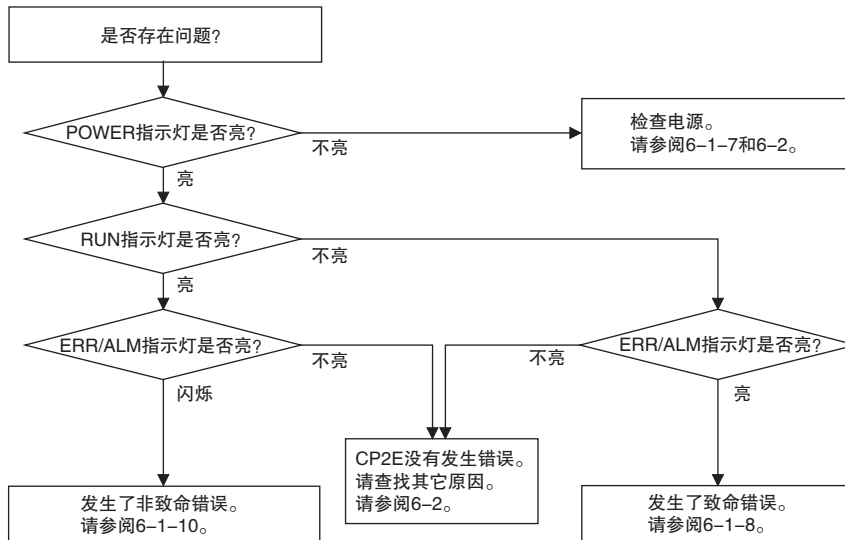 是否存在问题?
POWER指示灯是否亮?
不亮
检查电源。
请参阅6-1-7和6-2。
亮
RUN指示灯是否亮?
不亮
亮
ERR/ALM指示灯是否亮?
不亮
闪烁
ERR/ALM指示灯是否亮?
不亮
亮
CP2E没有发生错误。
请查找其它原因。
请参阅6-2。
发生了非致命错误。
请参阅6-1-10。
发生了致命错误。
请参阅6-1-8。